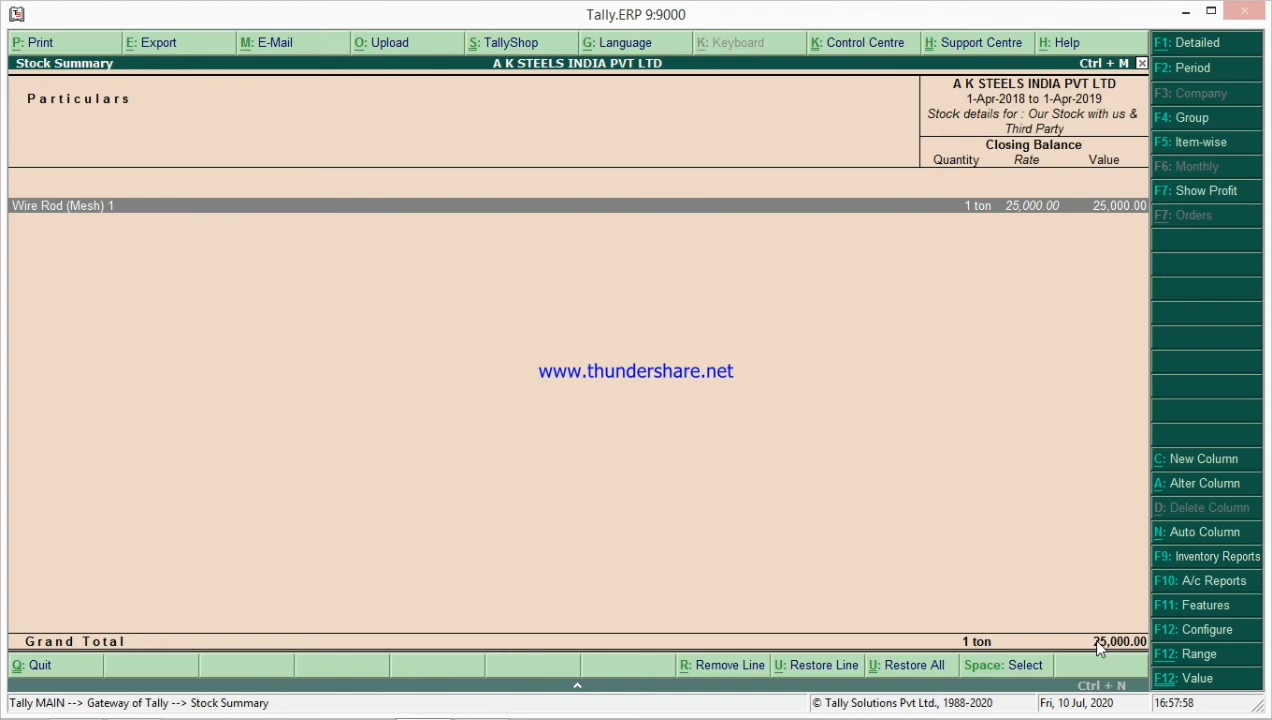 Tally.ERP 9:9000
P: Print E: Export M: E-Mail O: Upload S: TallyShop G: Language K: Keyboard K: Control Centre H: Support Centre H: Help
Stock Summary A K STEELS INDIA PVT LTD Ctrl + M
Particulars
A K STEELS INDIA PVT LTD
1-Apr-2018 to 1-Apr-2019
Stock details for : Our Stock with us &
Third Party
Closing Balance
Quantity Rate Value
Wire Rod (Mesh) 1 1 ton 25,000.00 25,000.00
www.thundershare.net
Grand Total 1 ton 25,000.00
Q: Quit R: Remove Line U: Restore Line U: Restore All Space: Select
Ctrl + N
Tally MAIN --> Gateway of Tally --> Stock Summary © Tally Solutions Pvt Ltd., 1988-2020 Fri, 10 Jul, 2020 16:57:58
F1: Detailed
F2: Period
F3: Company
F4: Group
F5: Item-wise
F6: Monthly
F7: Show Profit
F7: Orders
C: New Column
A: Alter Column
D: Delete Column
N: Auto Column
F9: Inventory Reports
F10: A/c Reports
F11: Features
F12: Configure
F12: Range
F12: Value